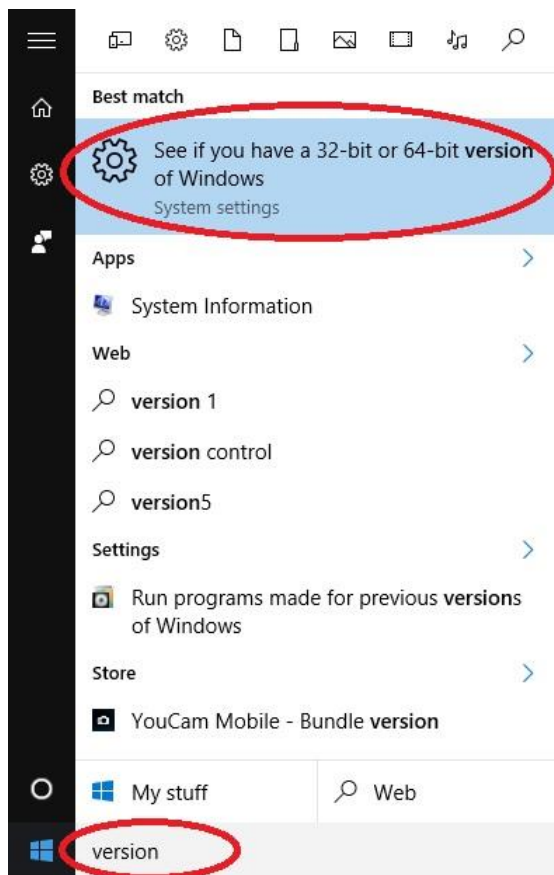 Best match
See if you have a 32-bit or 64-bit version
of Windows
System settings
Apps
System Information
Web
version 1
version control
version5
Settings
Run programs made for previous versions
of Windows
Store
YouCam Mobile - Bundle version
My stuff
Web
version